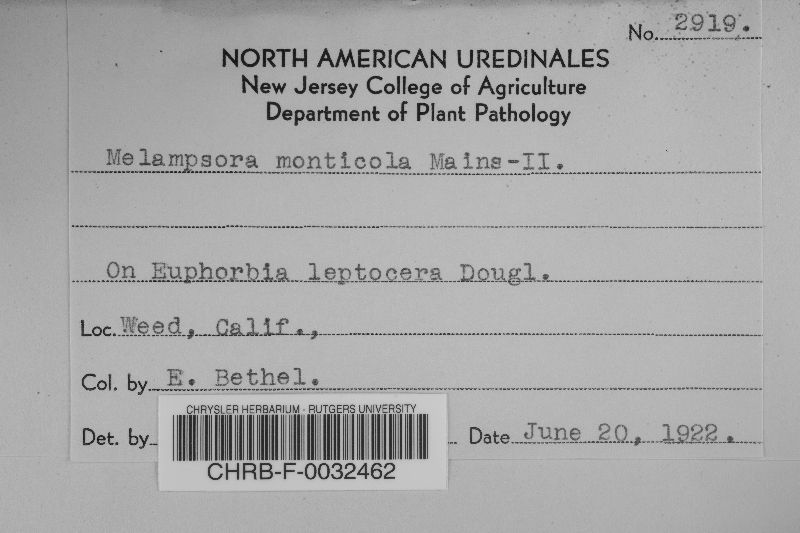 No. 2919.
NORTH AMERICAN UREDINALES
New Jersey College of Agriculture
Department of Plant Pathology
Melampsora monticola Mains-II.
On Euphorbia leptocera Dougl.
Loc. Weed, Calif.,
Col. by E. Bethel.
Det. by
Date June 20, 1922.
CHRYSLER HERBARIUM - RUTGERS UNIVERSITY
CHRB-F-0032462